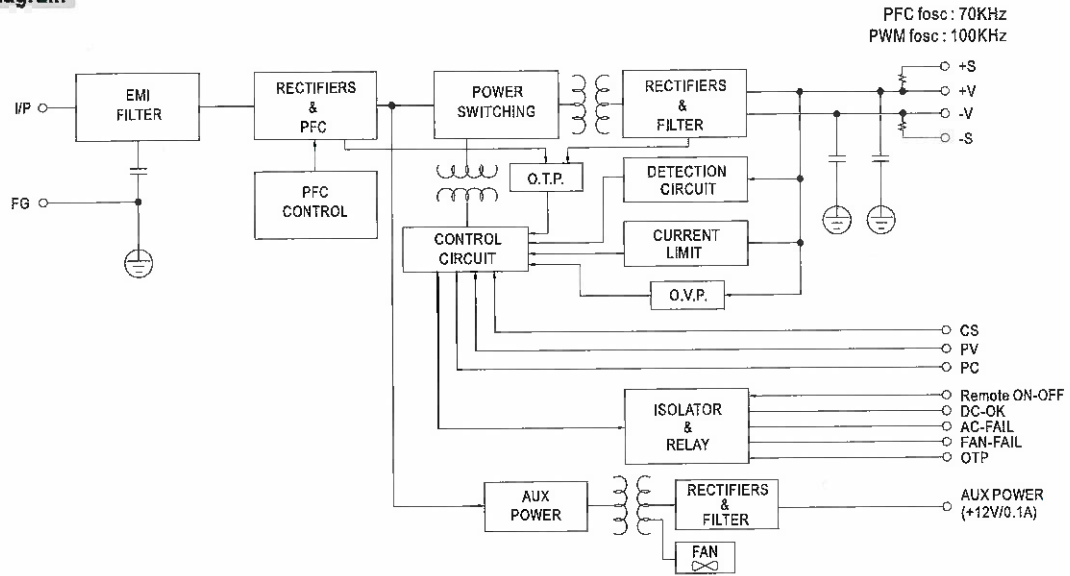 PFC fosc : 70KHz
PWM fosc : 100KHz
I/P
EMI
FILTER
RECTIFIERS
&
PFC
POWER
SWITCHING
RECTIFIERS
&
FILTER
+S
+V
-V
-S
FG
PFC
CONTROL
O.T.P.
DETECTION
CIRCUIT
CONTROL
CIRCUIT
CURRENT
LIMIT
O.V.P.
CS
PV
PC
ISOLATOR
&
RELAY
Remote ON-OFF
DC-OK
AC-FAIL
FAN-FAIL
OTP
AUX
POWER
RECTIFIERS
&
FILTER
AUX POWER
(+12V/0.1A)
FAN